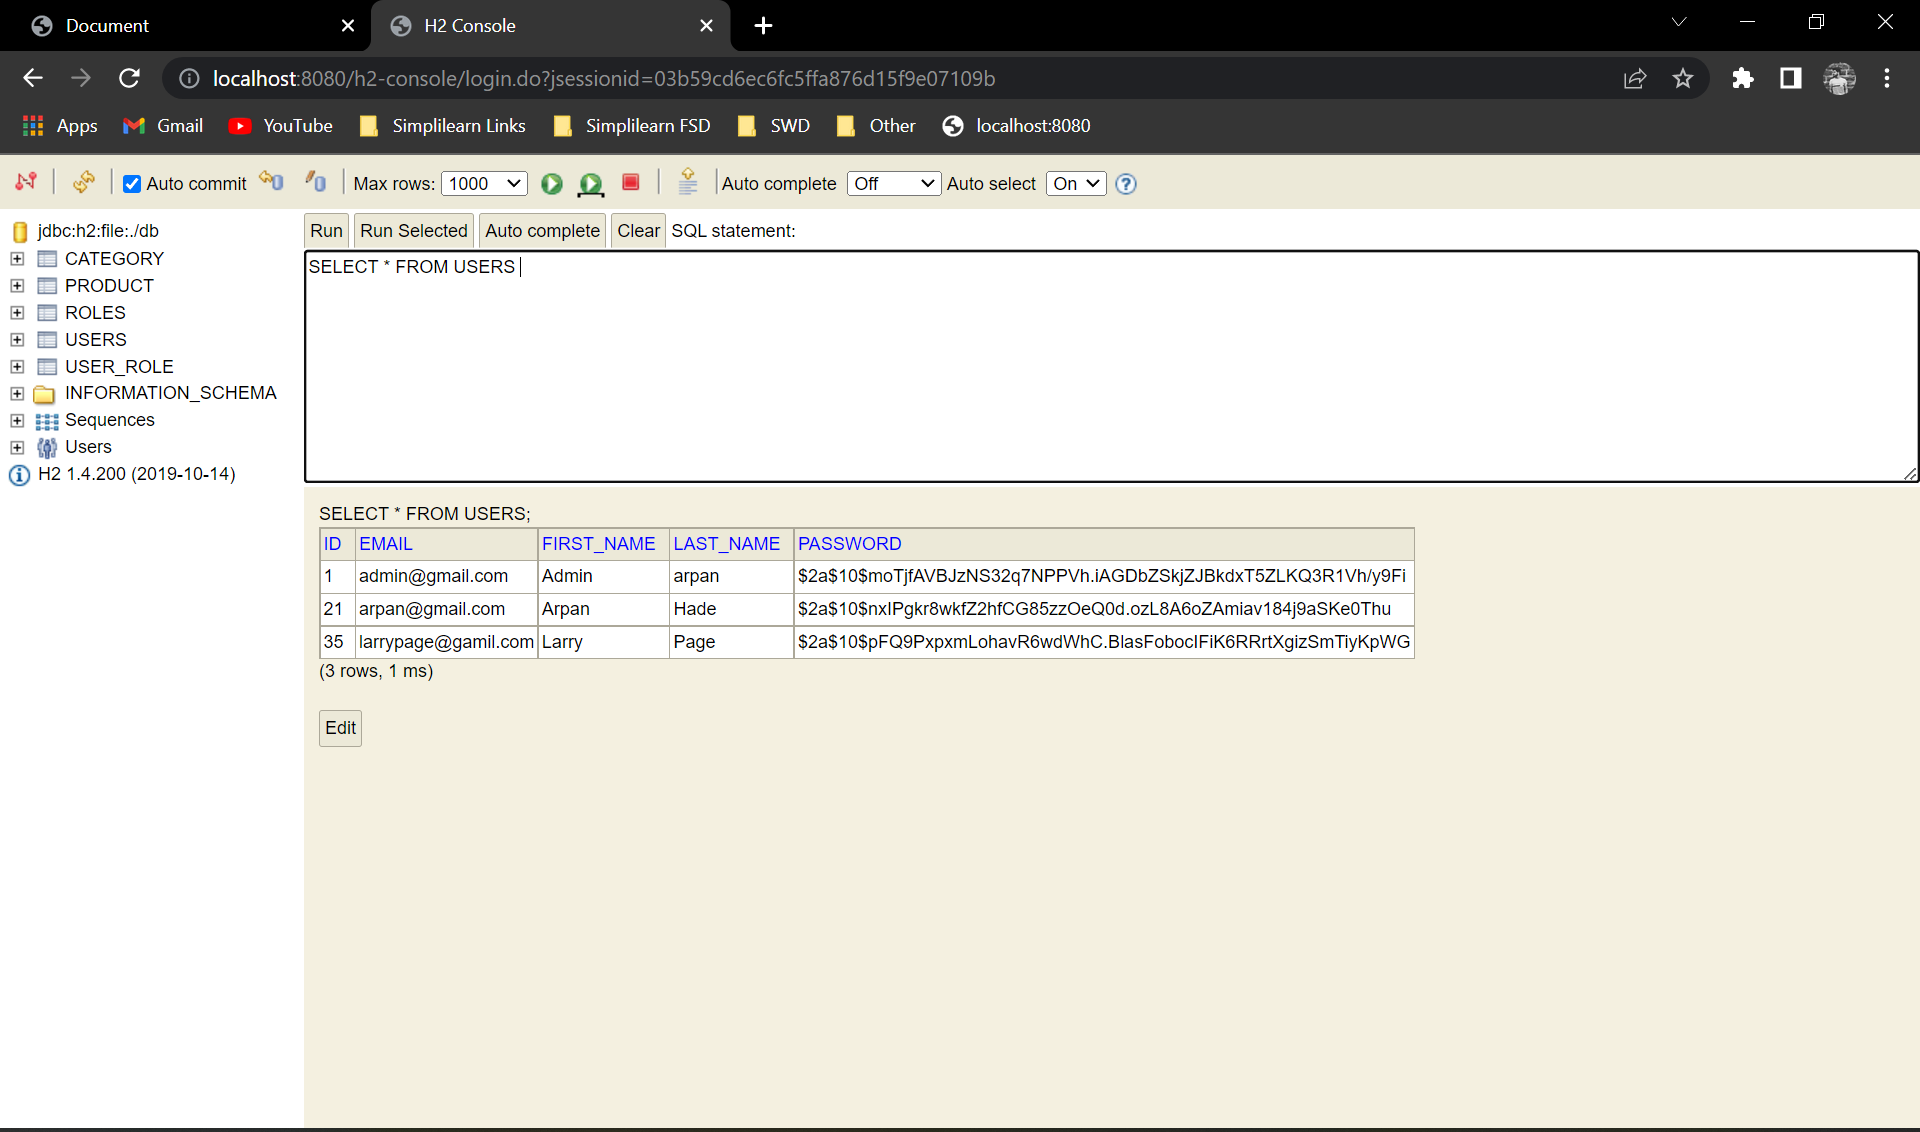 Document
H2 Console
localhost:8080/h2-console/login.do?jsessionid=03b59cd6ec6fc5ffa876d15f9e07109b
Apps Gmail YouTube Simplilearn Links Simplilearn FSD SWD Other localhost:8080
Auto commit Max rows: 1000 Auto complete Off Auto select On ?
jdbc:h2:file:./db
CATEGORY
PRODUCT
ROLES
USERS
USER_ROLE
INFORMATION_SCHEMA
Sequences
Users
H2 1.4.200 (2019-10-14)
Run Run Selected Auto complete Clear SQL statement:
SELECT * FROM USERS
SELECT * FROM USERS;
ID EMAIL FIRST_NAME LAST_NAME PASSWORD
1 admin@gmail.com Admin arpan $2a$10$moTjfAVBJzNS32q7NPPVh.iAGDbZSkjZJBkdxT5ZLKQ3R1Vh/y9Fi
21 arpan@gmail.com Arpan Hade $2a$10$nxIPgkr8wkfZ2hfCG85zzOeQ0d.ozL8A6oZAmiav184j9aSKe0Thu
35 larrypage@gamil.com Larry Page $2a$10$pFQ9PxpxmLohavR6wdWhC.BlasFobocIFiK6RRrtXgizSmTiyKpWG
(3 rows, 1 ms)
Edit